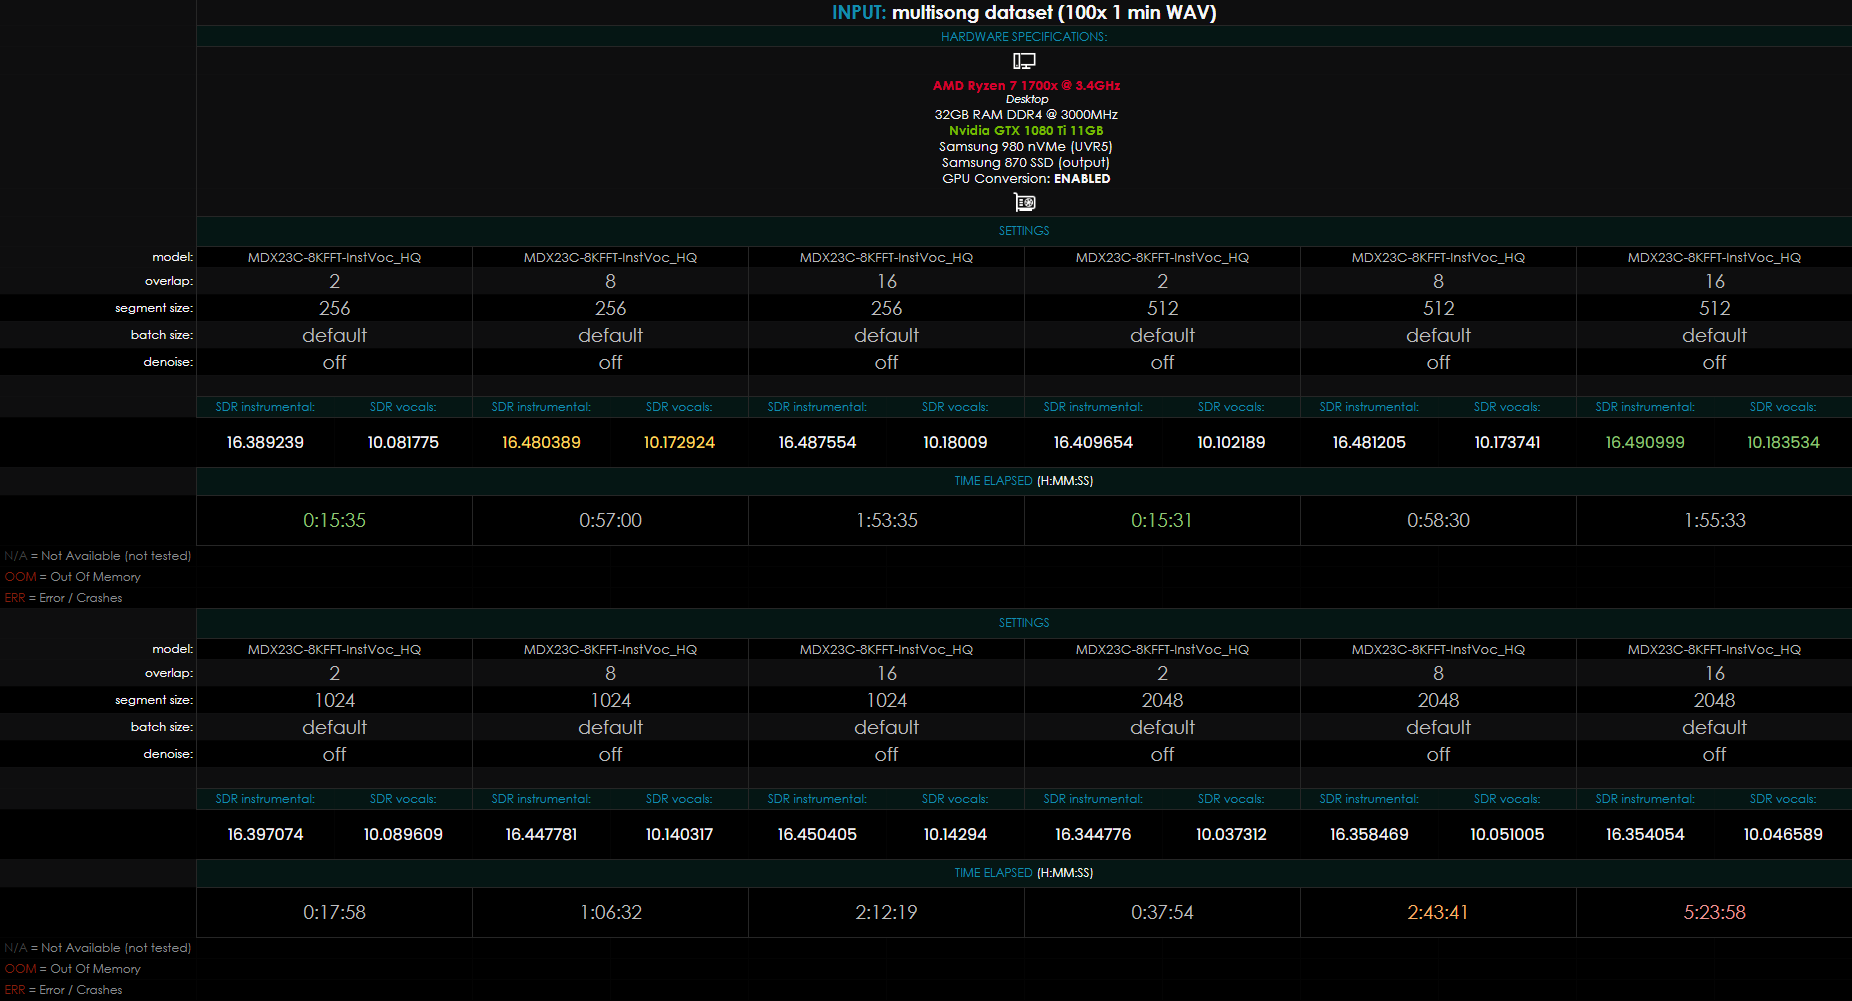 INPUT: multisong dataset (100x 1 min WAV)
HARDWARE SPECIFICATIONS:
AMD Ryzen 7 1700x @ 3.4GHz
Desktop
32GB RAM DDR4 @ 3000MHz
Nvidia GTX 1080 Ti 11GB
Samsung 980 nVMe (UVR5)
Samsung 870 SSD (output)
GPU Conversion: ENABLED
SETTINGS
model: MDX23C-8KFFT-InstVoc_HQ MDX23C-8KFFT-InstVoc_HQ MDX23C-8KFFT-InstVoc_HQ MDX23C-8KFFT-InstVoc_HQ MDX23C-8KFFT-InstVoc_HQ MDX23C-8KFFT-InstVoc_HQ
overlap: 2 8 16 2 8 16
segment size: 256 256 256 512 512 512
batch size: default default default default default default
denoise: off off off off off off
SDR instrumental: SDR vocals: SDR instrumental: SDR vocals: SDR instrumental: SDR vocals: SDR instrumental: SDR vocals: SDR instrumental: SDR vocals: SDR instrumental: SDR vocals:
16.389239 10.081775 16.480389 10.172924 16.487554 10.18009 16.409654 10.102189 16.481205 10.173741 16.490999 10.183534
TIME ELAPSED (H:MM:SS)
0:15:35 0:57:00 1:53:35 0:15:31 0:58:30 1:55:33
N/A = Not Available (not tested)
OOM = Out Of Memory
ERR = Error / Crashes
SETTINGS
model: MDX23C-8KFFT-InstVoc_HQ MDX23C-8KFFT-InstVoc_HQ MDX23C-8KFFT-InstVoc_HQ MDX23C-8KFFT-InstVoc_HQ MDX23C-8KFFT-InstVoc_HQ MDX23C-8KFFT-InstVoc_HQ
overlap: 2 8 16 2 8 16
segment size: 1024 1024 1024 2048 2048 2048
batch size: default default default default default default
denoise: off off off off off off
SDR instrumental: SDR vocals: SDR instrumental: SDR vocals: SDR instrumental: SDR vocals: SDR instrumental: SDR vocals: SDR instrumental: SDR vocals: SDR instrumental: SDR vocals:
16.397074 10.089609 16.447781 10.140317 16.450405 10.14294 16.344776 10.037312 16.358469 10.051005 16.354054 10.046589
TIME ELAPSED (H:MM:SS)
0:17:58 1:06:32 2:12:19 0:37:54 2:43:41 5:23:58
N/A = Not Available (not tested)
OOM = Out Of Memory
ERR = Error / Crashes